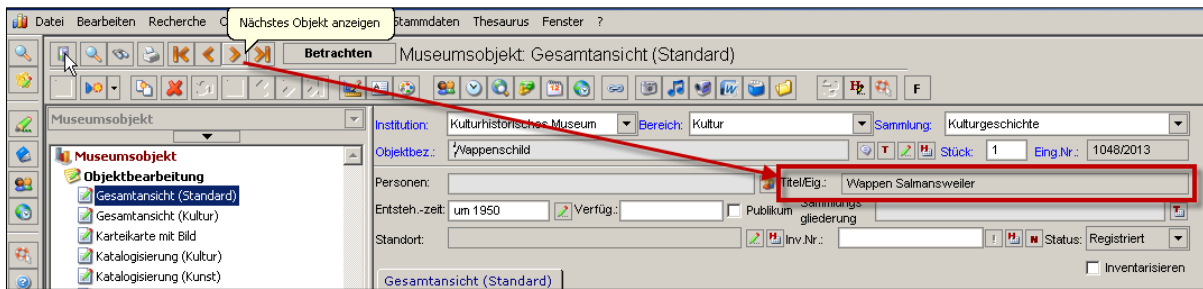 Datei Bearbeiten Recherche Stammdaten Thesaurus Fenster ?
Nächstes Objekt anzeigen
Betrachten Museumsobjekt: Gesamtansicht (Standard)
F
Museumsobjekt
Institution: Kulturhistorisches Museum Bereich: Kultur Sammlung: Kulturgeschichte
Museumsobjekt
Objektbez.: Wappenschild T Stück: 1 Eing.Nr.: 1048/2013
Objektbearbeitung
Gesamtansicht (Standard)
Personen: Titel/Eig.: Wappen Salmansweiler
Gesamtansicht (Kultur)
Entsteh.-zeit: um 1950 Verfüg.: Publikum Sammlungs
gliederung
Karteikarte mit Bild
Standort: Inv.Nr.: ! N Status: Registriert
Katalogisierung (Kultur)
Katalogisierung (Kunst)
Inventarisieren
Gesamtansicht (Standard)